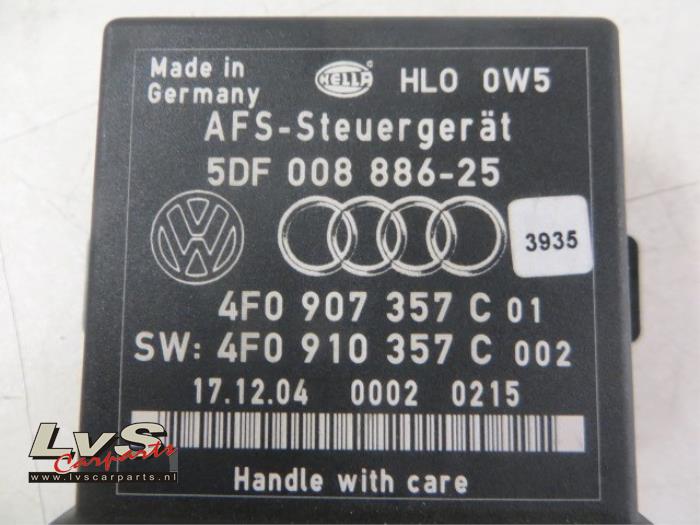 Made in HELLA HLO 0W5
Germany
AFS-Steuergerät
5DF 008 886-25
3935
4F0 907 357 C 01
SW: 4F0 910 357 C 002
17.12.04 0002 0215
Handle with care
LvS
Carparts
www.lvscarparts.nl